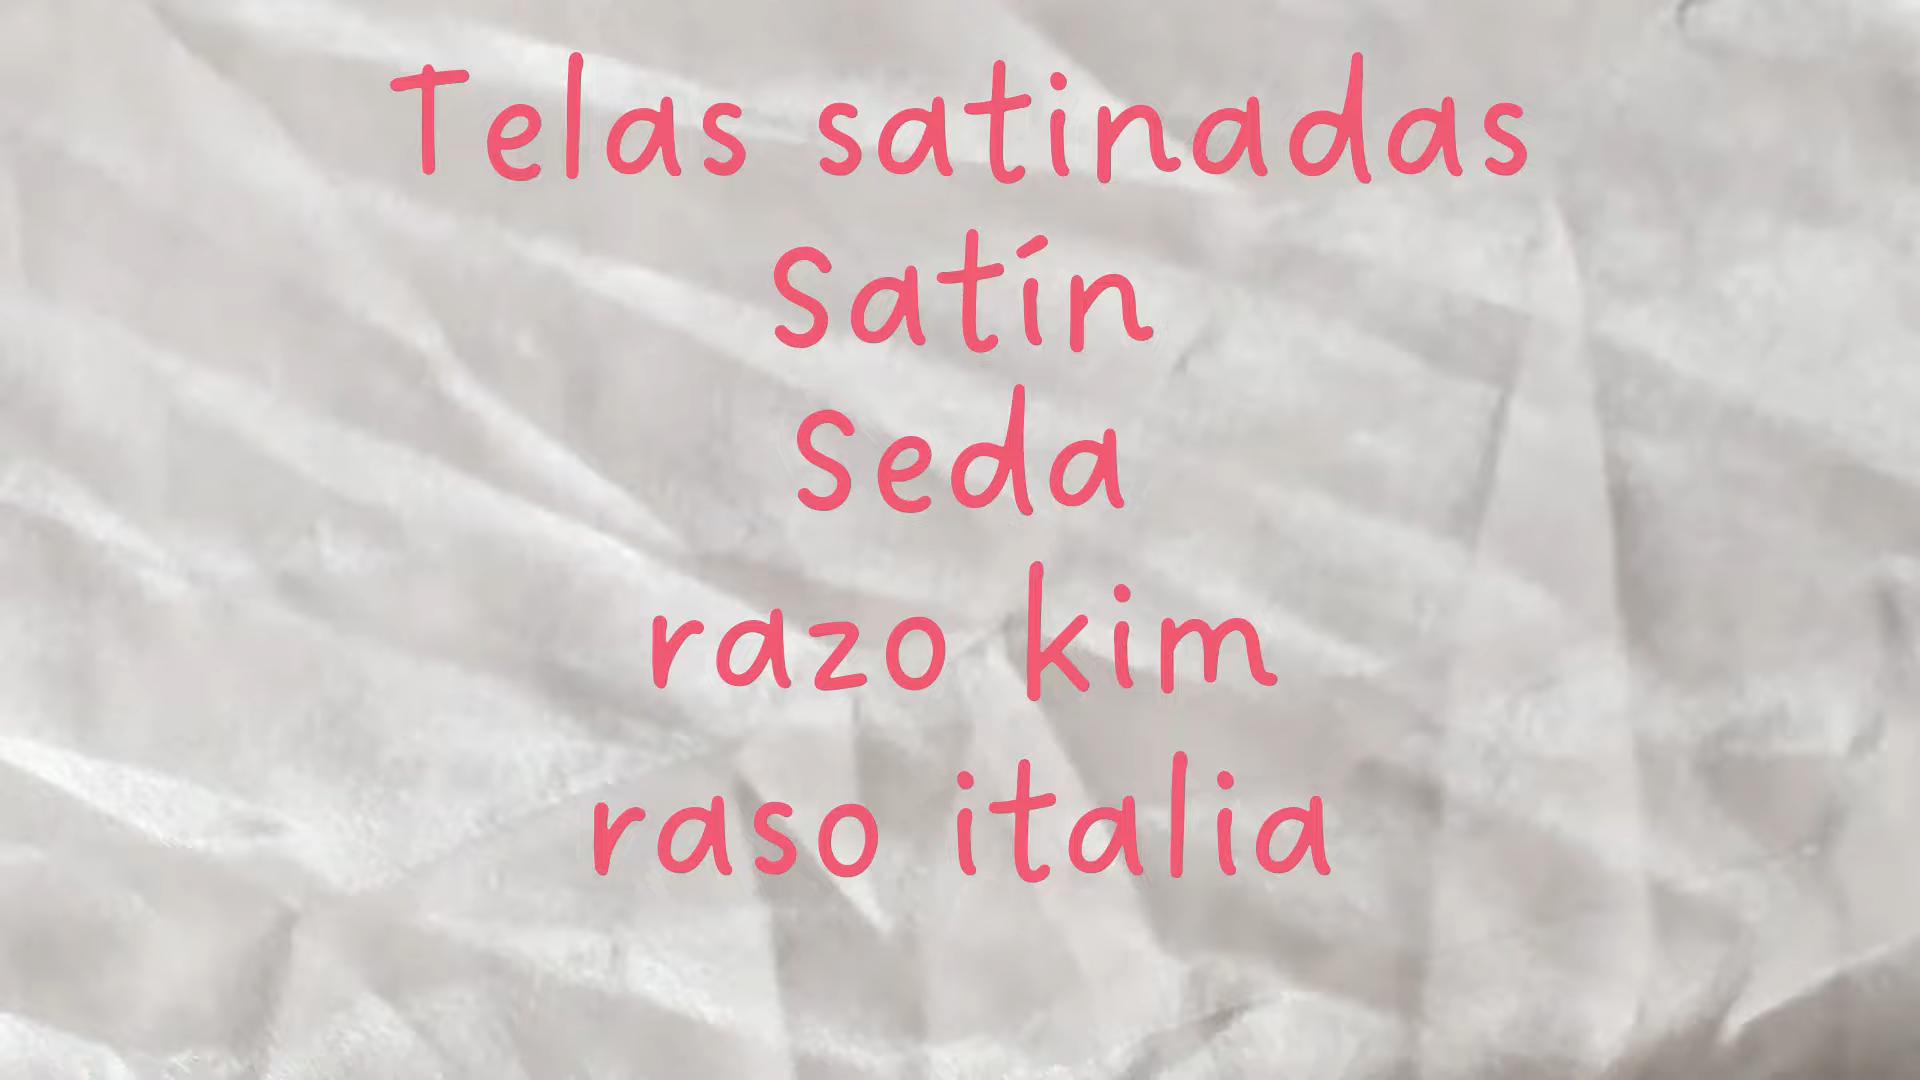 Telas satinadas
Satín
Seda
razo kim
raso italia